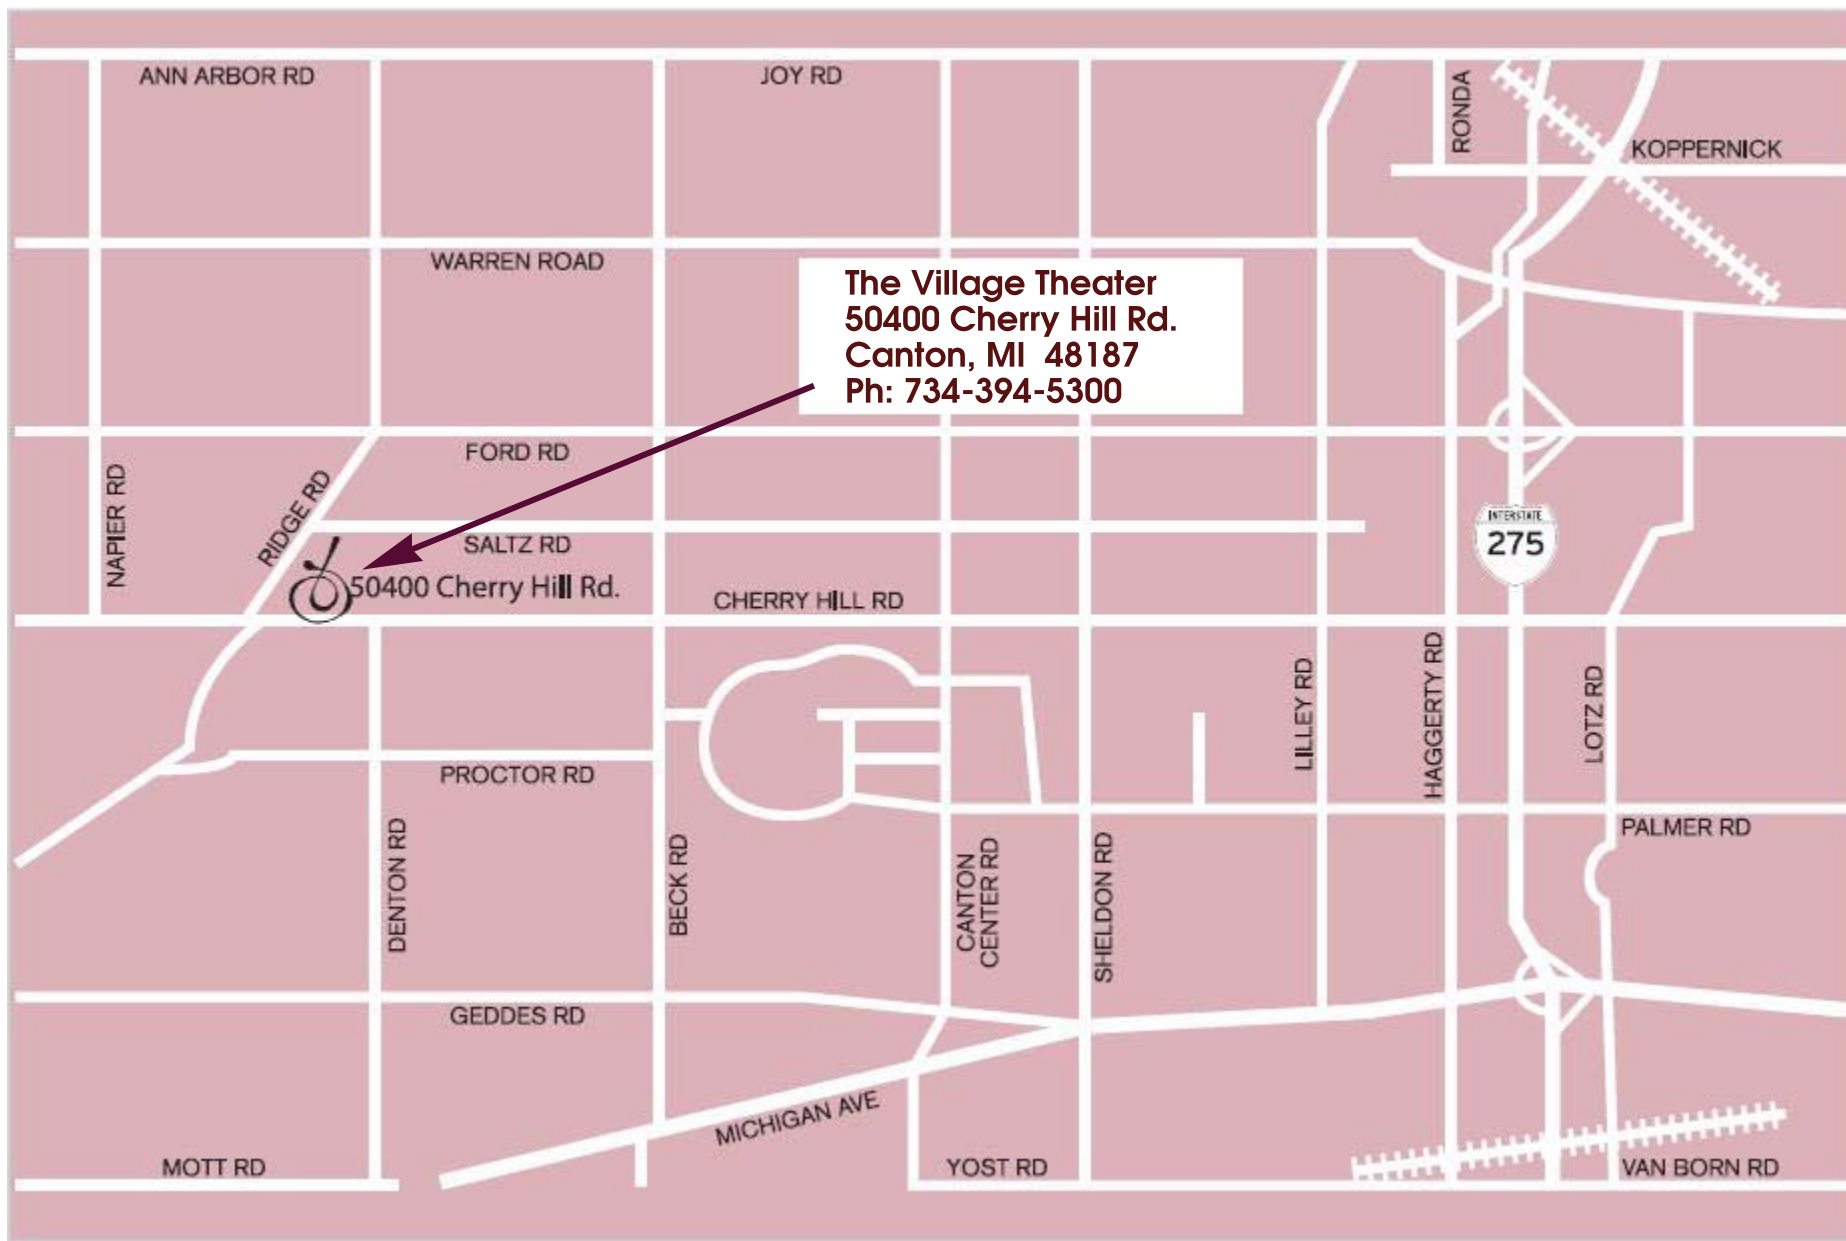 ANN ARBOR RD
JOY RD
RONDA
KOPPERNICK
WARREN ROAD
The Village Theater
50400 Cherry Hill Rd.
Canton, MI 48187
Ph: 734-394-5300
FORD RD
NAPIER RD
RIDGE RD
SALTZ RD
INTERSTATE
275
50400 Cherry Hill Rd.
CHERRY HILL RD
LILLEY RD
HAGGERTY RD
LOTZ RD
PROCTOR RD
PALMER RD
DENTON RD
BECK RD
CANTON
CENTER RD
SHELDON RD
GEDDES RD
MICHIGAN AVE
MOTT RD
YOST RD
VAN BORN RD